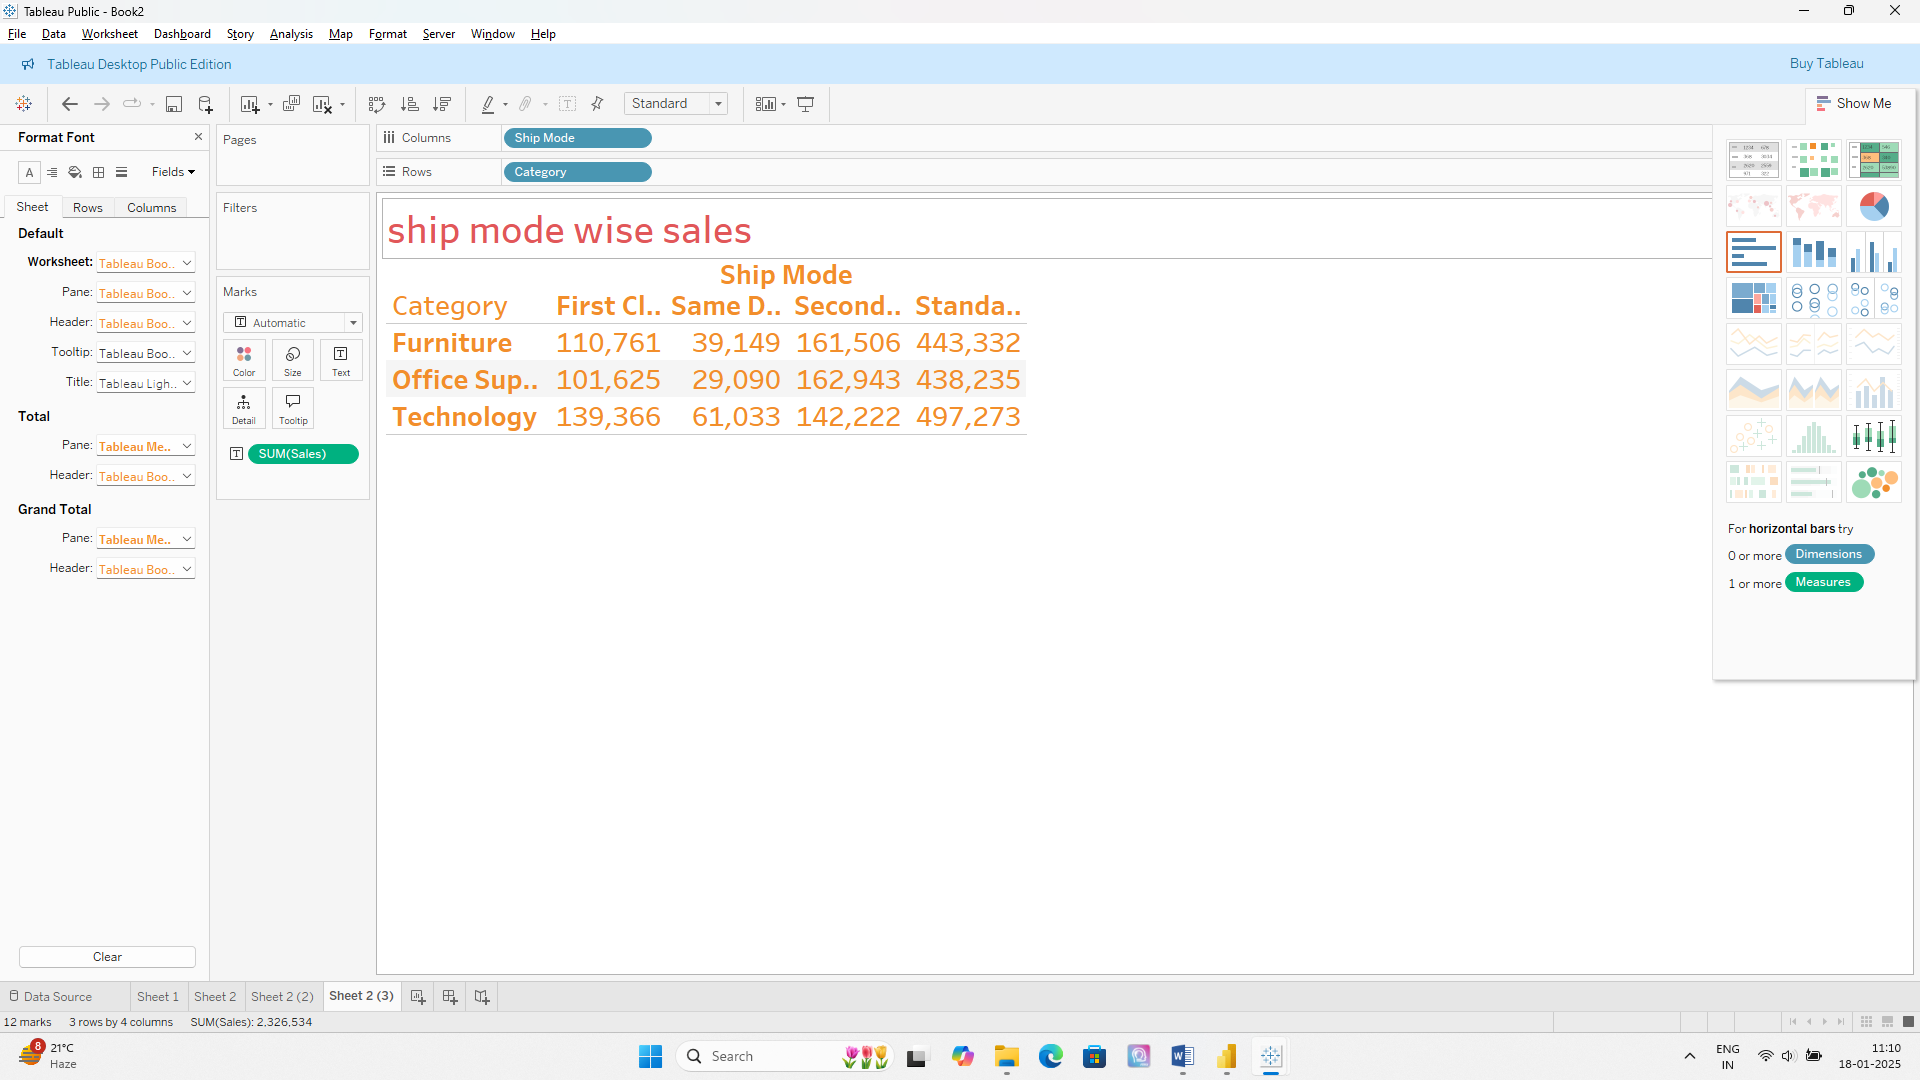 Tableau Public - Book2
File Data Worksheet Dashboard Story Analysis Map Format Server Window Help
Tableau Desktop Public Edition
Buy Tableau
Standard
Show Me
Format Font
Fields
Sheet Rows Columns
Default
Worksheet: Tableau Boo..
Pane: Tableau Boo..
Header: Tableau Boo..
Tooltip: Tableau Boo..
Title: Tableau Ligh..
Total
Pane: Tableau Me..
Header: Tableau Boo..
Grand Total
Pane: Tableau Me..
Header: Tableau Boo..
Clear
Pages
Filters
Marks
Automatic
Color Size Text
Detail Tooltip
SUM(Sales)
Columns Ship Mode
Rows Category
ship mode wise sales
Ship Mode
Category First Cl.. Same D.. Second.. Standa..
Furniture 110,761 39,149 161,506 443,332
Office Sup.. 101,625 29,090 162,943 438,235
Technology 139,366 61,033 142,222 497,273
For horizontal bars try
0 or more Dimensions
1 or more Measures
Data Source Sheet 1 Sheet 2 Sheet 2 (2) Sheet 2 (3)
12 marks 3 rows by 4 columns SUM(Sales): 2,326,534
8
21°C
Haze
Search
ENG
IN
11:10
18-01-2025